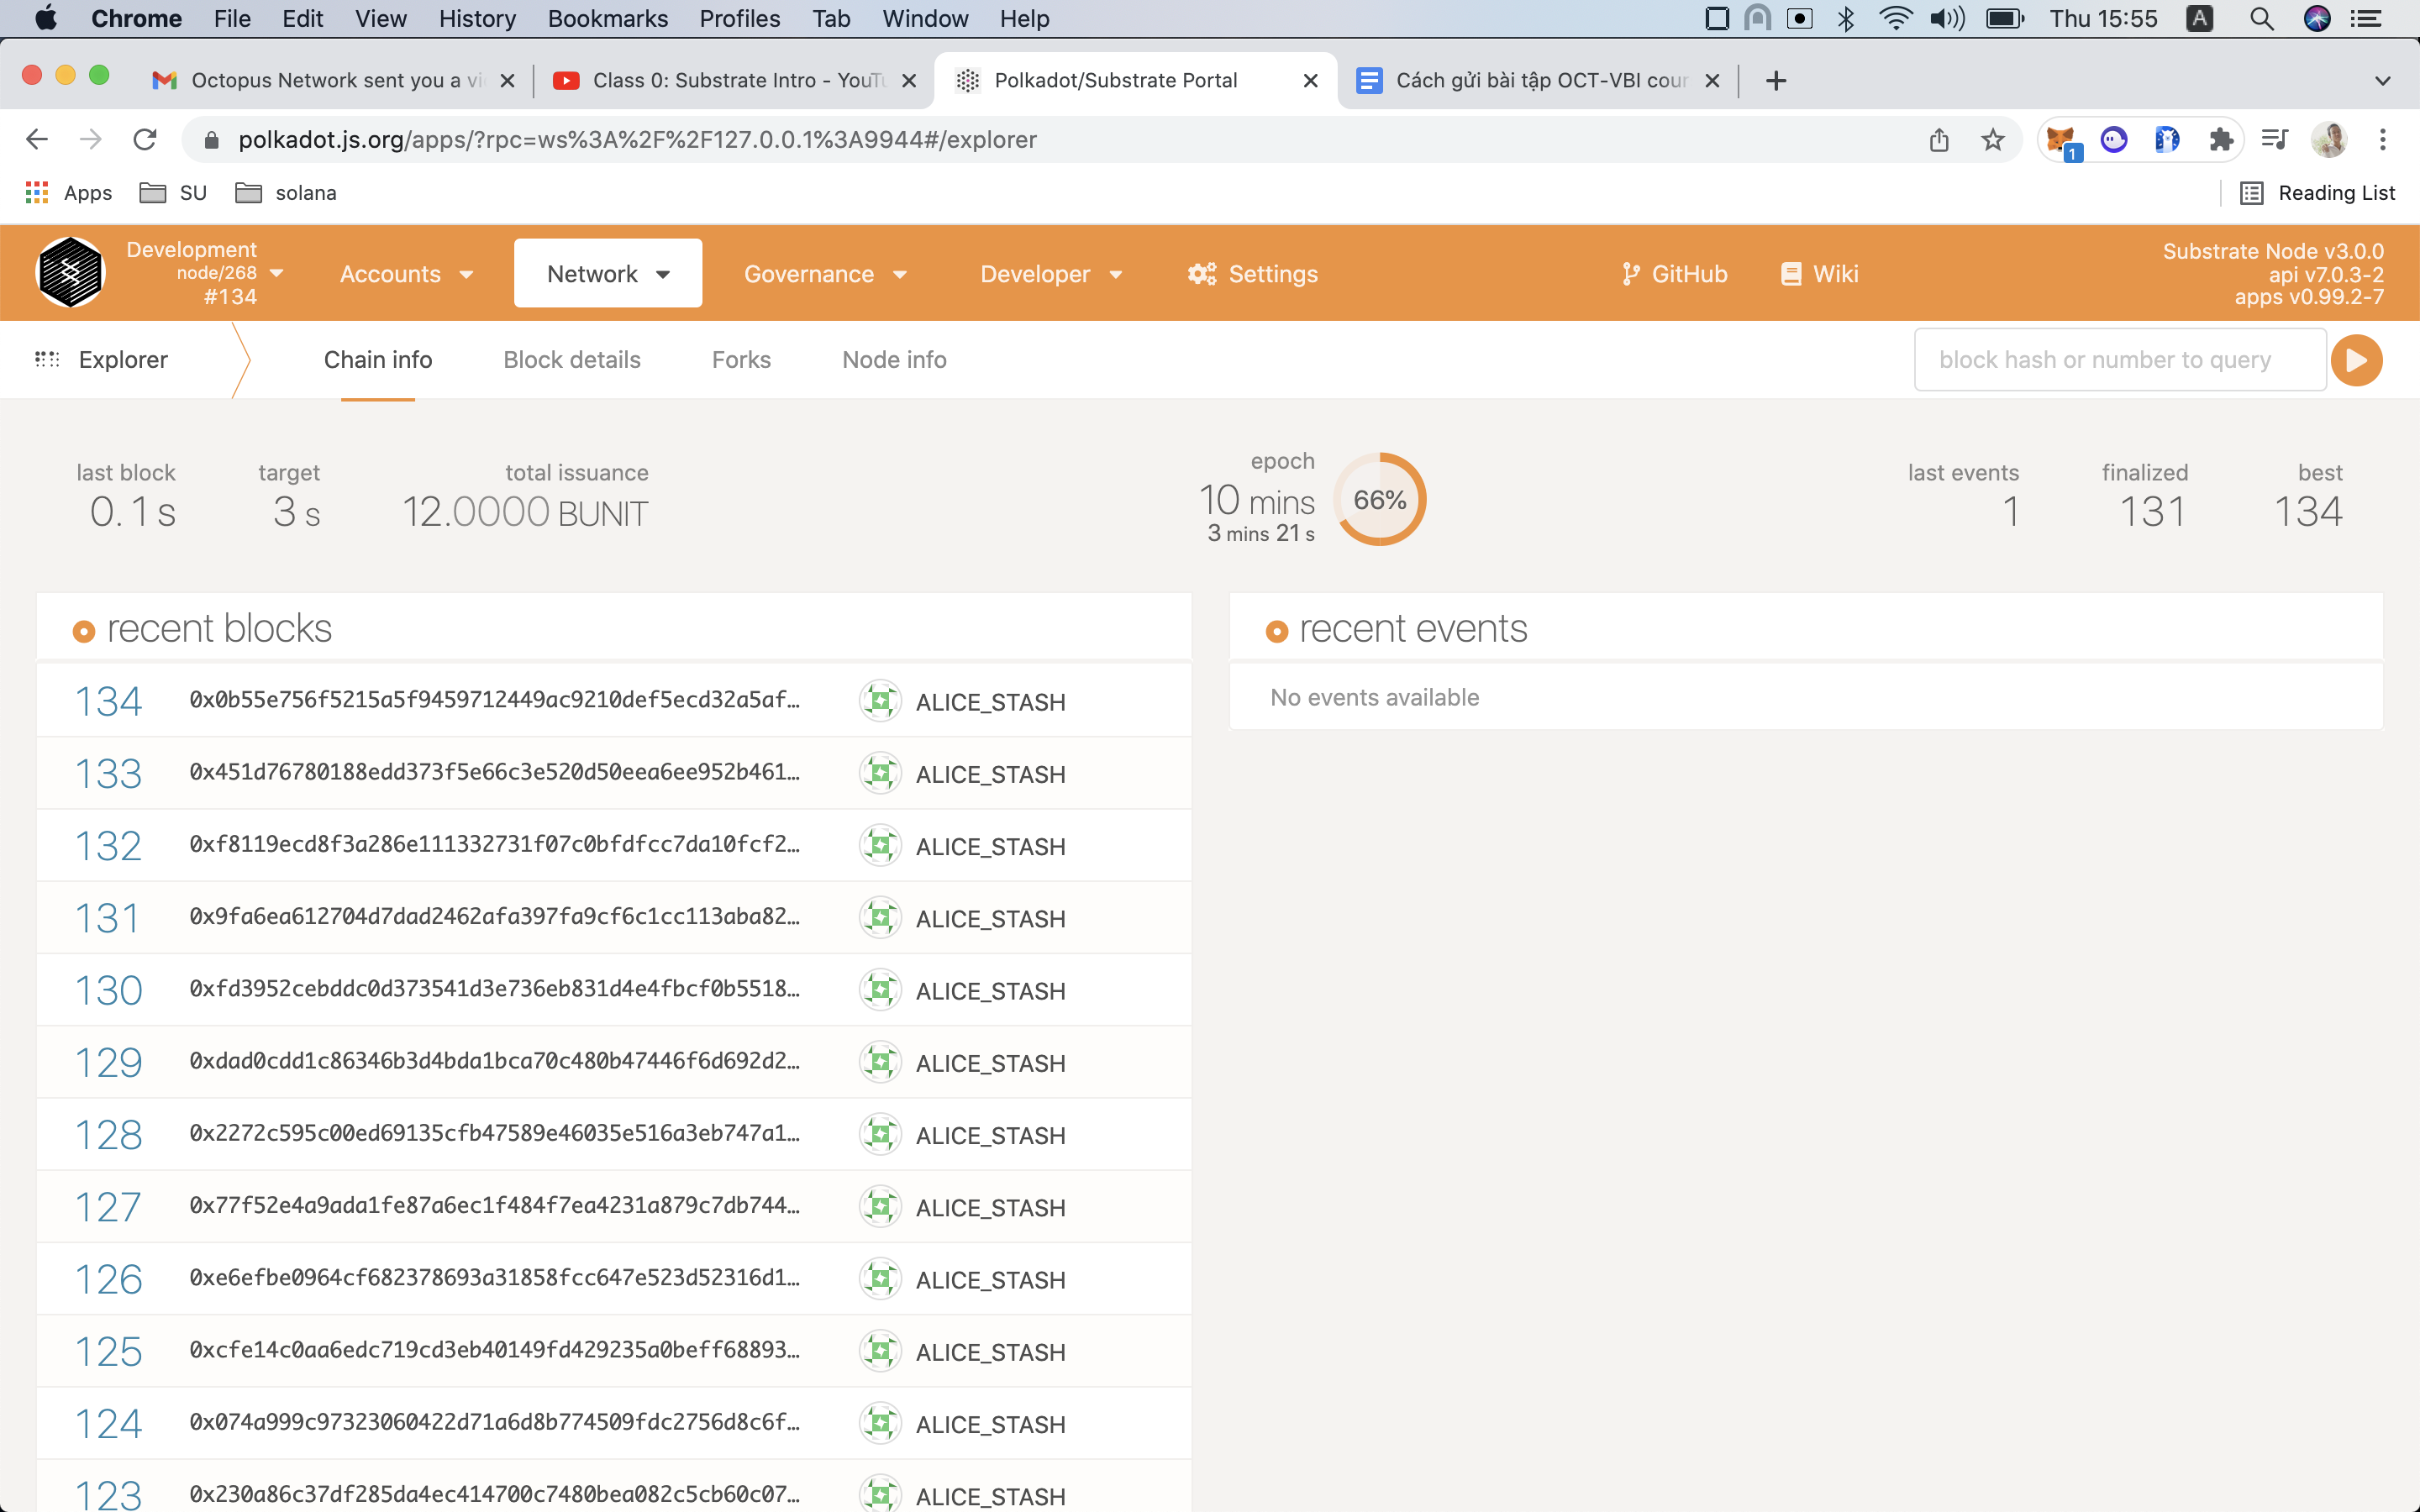 Chrome File Edit View History Bookmarks Profiles Tab Window Help Thu 15:55 A
Octopus Network sent you a vi Class 0: Substrate Intro - YouTu Polkadot/Substrate Portal Cách gửi bài tập OCT-VBI cour
polkadot.js.org/apps/?rpc=ws%3A%2F%2F127.0.0.1%3A9944#/explorer 1
Apps SU solana Reading List
Development
node/268
#134
Accounts Network Governance Developer Settings GitHub Wiki
Substrate Node v3.0.0
api v7.0.3-2
apps v0.99.2-7
Explorer Chain info Block details Forks Node info block hash or number to query
last block target total issuance epoch last events finalized best
0.1 s 3 s 12.0000 BUNIT 10 mins 66% 1 131 134
3 mins 21 s
recent blocks
134 0x0b55e756f5215a5f9459712449ac9210def5ecd32a5af… ALICE_STASH
133 0x451d76780188edd373f5e66c3e520d50eea6ee952b461… ALICE_STASH
132 0xf8119ecd8f3a286e111332731f07c0bfdfcc7da10fcf2… ALICE_STASH
131 0x9fa6ea612704d7dad2462afa397fa9cf6c1cc113aba82… ALICE_STASH
130 0xfd3952cebddc0d373541d3e736eb831d4e4fbcf0b5518… ALICE_STASH
129 0xdad0cdd1c86346b3d4bda1bca70c480b47446f6d692d2… ALICE_STASH
128 0x2272c595c00ed69135cfb47589e46035e516a3eb747a1… ALICE_STASH
127 0x77f52e4a9ada1fe87a6ec1f484f7ea4231a879c7db744… ALICE_STASH
126 0xe6efbe0964cf682378693a31858fcc647e523d52316d1… ALICE_STASH
125 0xcfe14c0aa6edc719cd3eb40149fd429235a0beff68893… ALICE_STASH
124 0x074a999c97323060422d71a6d8b774509fdc2756d8c6f… ALICE_STASH
123 0x230a86c37df285da4ec414700c7480bea082c5cb60c07… ALICE_STASH
recent events
No events available